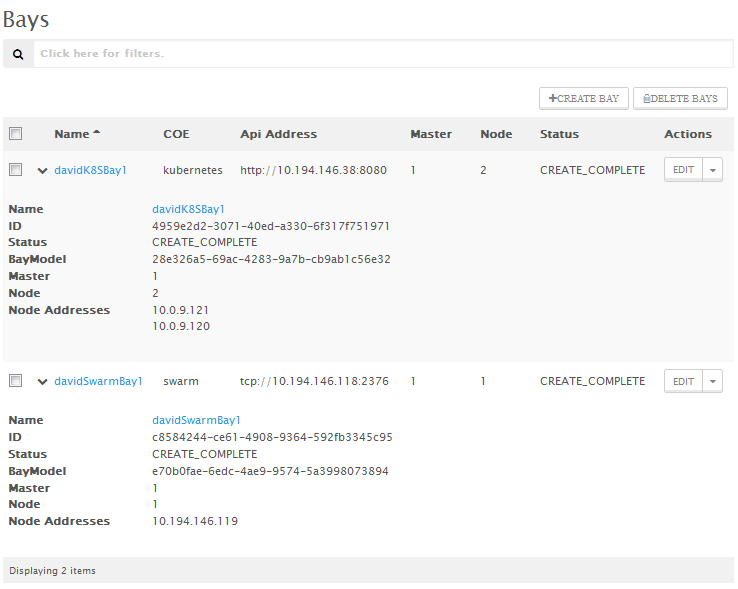 Bays
Click here for filters.
CREATE BAY DELETE BAYS
Name COE Api Address Master Node Status Actions
davidK8SBay1 kubernetes http://10.194.146.38:8080 1 2 CREATE_COMPLETE EDIT
Name davidK8SBay1
ID 4959e2d2-3071-40ed-a330-6f317f751971
Status CREATE_COMPLETE
BayModel 28e326a5-69ac-4283-9a7b-cb9ab1c56e32
Master 1
Node 2
Node Addresses 10.0.9.121
10.0.9.120
davidSwarmBay1 swarm tcp://10.194.146.118:2376 1 1 CREATE_COMPLETE EDIT
Name davidSwarmBay1
ID c8584244-ce61-4908-9364-592fb3345c95
Status CREATE_COMPLETE
BayModel e70b0fae-6edc-4ae9-9574-5a3998073894
Master 1
Node 1
Node Addresses 10.194.146.119
Displaying 2 items